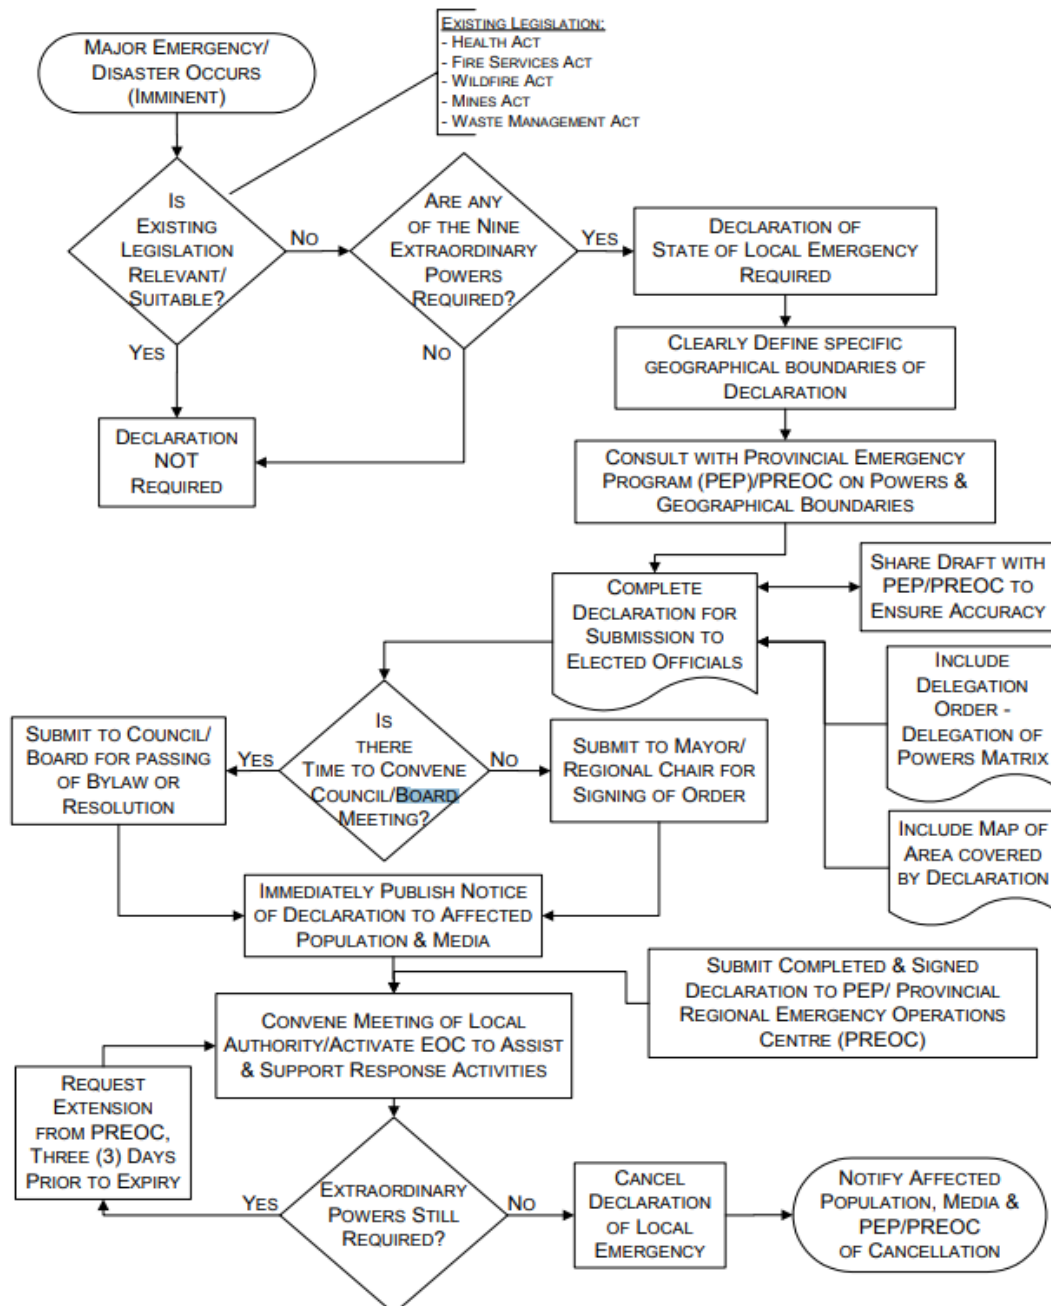 MAJOR EMERGENCY/
DISASTER OCCURS
(IMMINENT)
EXISTING LEGISLATION:
- HEALTH ACT
- FIRE SERVICES ACT
- WILDFIRE ACT
- MINES ACT
- WASTE MANAGEMENT ACT
IS
EXISTING
LEGISLATION
RELEVANT/
SUITABLE?
NO
YES
ARE ANY
OF THE NINE
EXTRAORDINARY
POWERS
REQUIRED?
YES
NO
DECLARATION OF
STATE OF LOCAL EMERGENCY
REQUIRED
DECLARATION
NOT
REQUIRED
CLEARLY DEFINE SPECIFIC
GEOGRAPHICAL BOUNDARIES OF
DECLARATION
CONSULT WITH PROVINCIAL EMERGENCY
PROGRAM (PEP)/PREOC ON POWERS &
GEOGRAPHICAL BOUNDARIES
COMPLETE
DECLARATION FOR
SUBMISSION TO
ELECTED OFFICIALS
SHARE DRAFT WITH
PEP/PREOC TO
ENSURE ACCURACY
INCLUDE
DELEGATION
ORDER -
DELEGATION OF
POWERS MATRIX
INCLUDE MAP OF
AREA COVERED
BY DECLARATION
IS
THERE
TIME TO CONVENE
COUNCIL/BOARD
MEETING?
YES
NO
SUBMIT TO COUNCIL/
BOARD FOR PASSING
OF BYLAW OR
RESOLUTION
SUBMIT TO MAYOR/
REGIONAL CHAIR FOR
SIGNING OF ORDER
IMMEDIATELY PUBLISH NOTICE
OF DECLARATION TO AFFECTED
POPULATION & MEDIA
SUBMIT COMPLETED & SIGNED
DECLARATION TO PEP/ PROVINCIAL
REGIONAL EMERGENCY OPERATIONS
CENTRE (PREOC)
CONVENE MEETING OF LOCAL
AUTHORITY/ACTIVATE EOC TO ASSIST
& SUPPORT RESPONSE ACTIVITIES
REQUEST
EXTENSION
FROM PREOC,
THREE (3) DAYS
PRIOR TO EXPIRY
YES
EXTRAORDINARY
POWERS STILL
REQUIRED?
NO
CANCEL
DECLARATION
OF LOCAL
EMERGENCY
NOTIFY AFFECTED
POPULATION, MEDIA &
PEP/PREOC
OF CANCELLATION